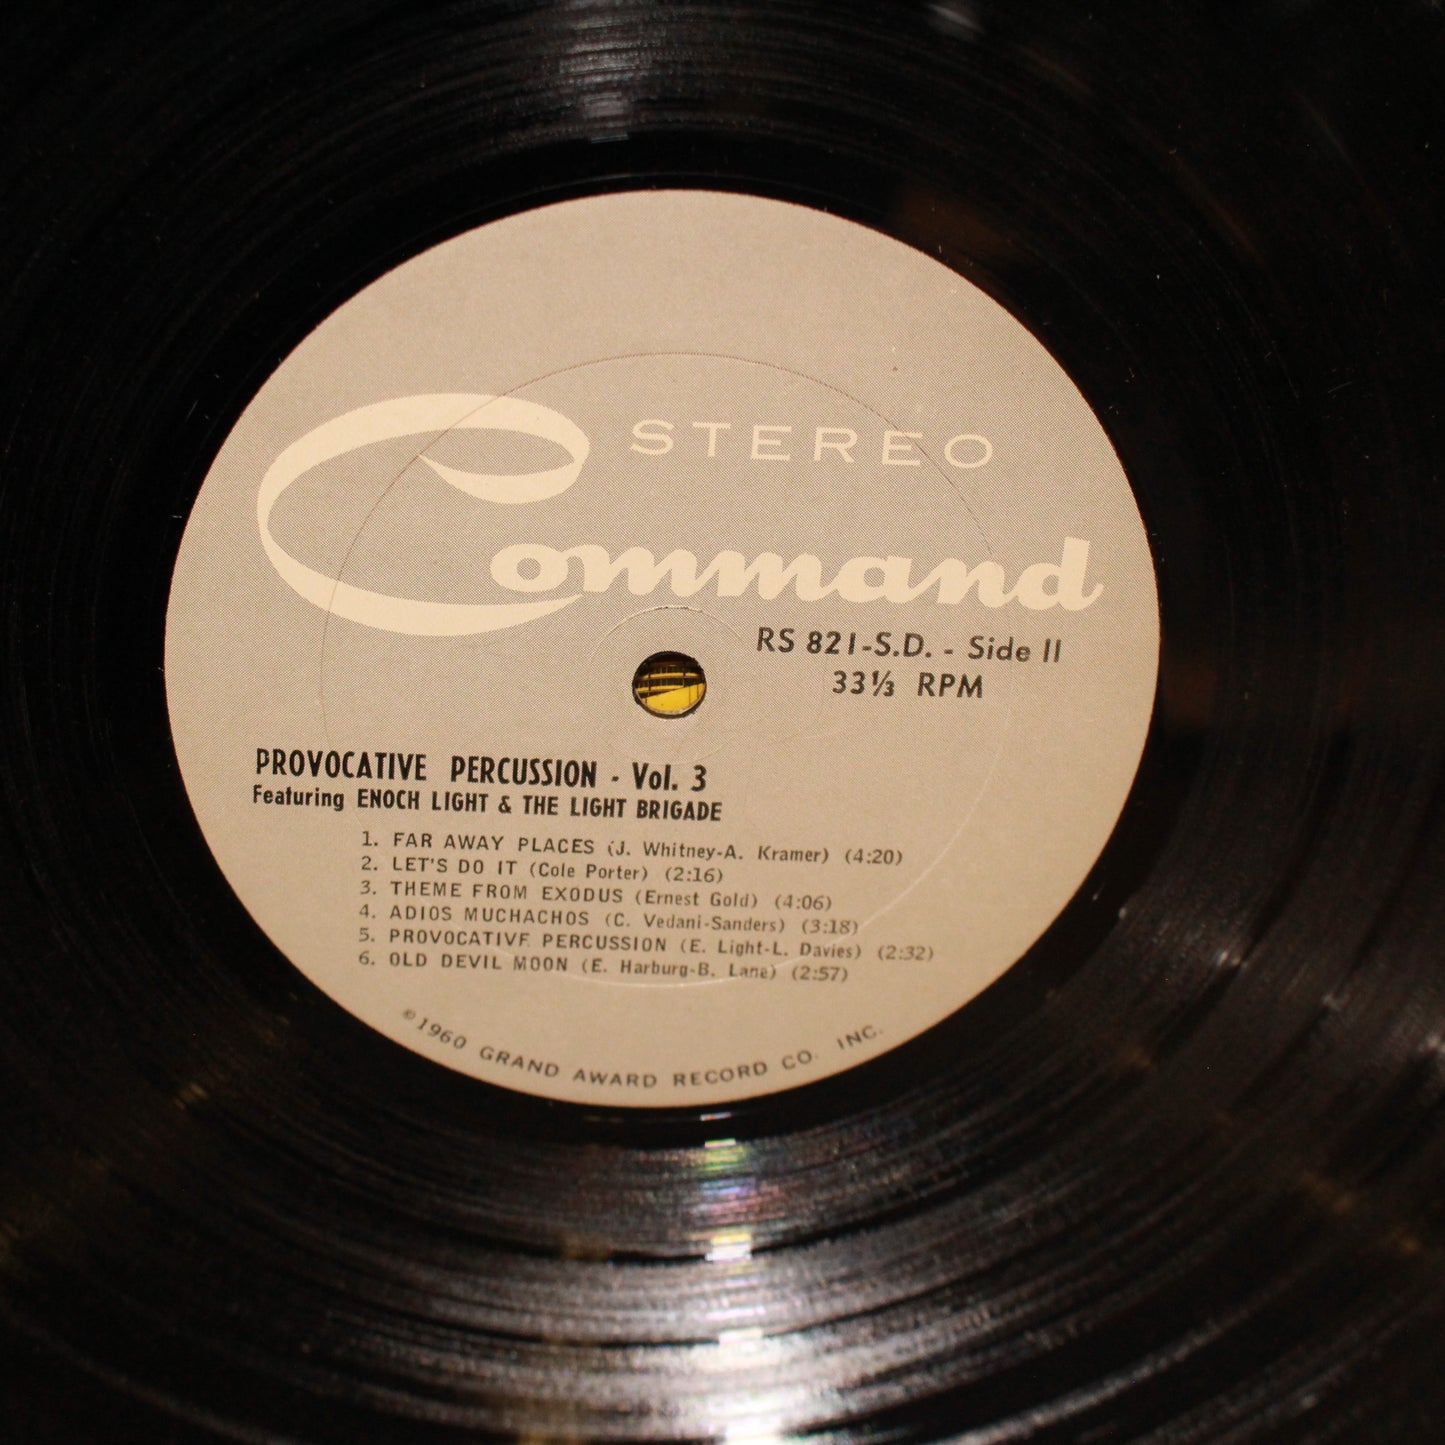 STEREO
Command
RS 821-S.D. - Side II
33⅓ RPM
PROVOCATIVE PERCUSSION - Vol. 3
Featuring ENOCH LIGHT & THE LIGHT BRIGADE
1. FAR AWAY PLACES (J. Whitney-A. Kramer) (4:20)
2. LET'S DO IT (Cole Porter) (2:16)
3. THEME FROM EXODUS (Ernest Gold) (4:06)
4. ADIOS MUCHACHOS (C. Vedani-Sanders) (3:18)
5. PROVOCATIVE PERCUSSION (E. Light-L. Davies) (2:32)
6. OLD DEVIL MOON (E. Harburg-B. Lane) (2:57)
©1960 GRAND AWARD RECORD CO. INC.